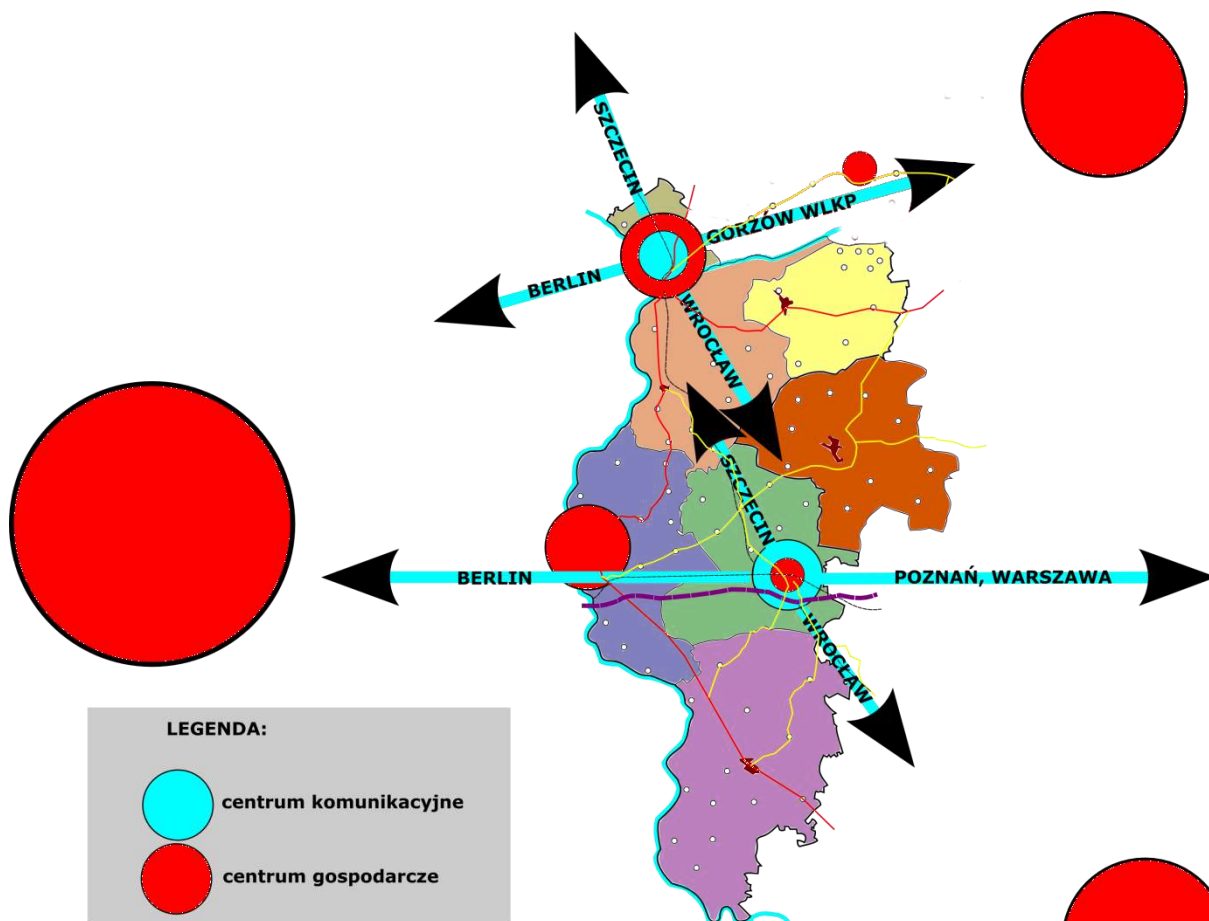 SZCZECIN
GORZÓW WLKP
BERLIN
WROCŁAW
SZCZECIN
BERLIN
POZNAŃ, WARSZAWA
WROCŁAW
LEGENDA:
centrum komunikacyjne
centrum gospodarcze